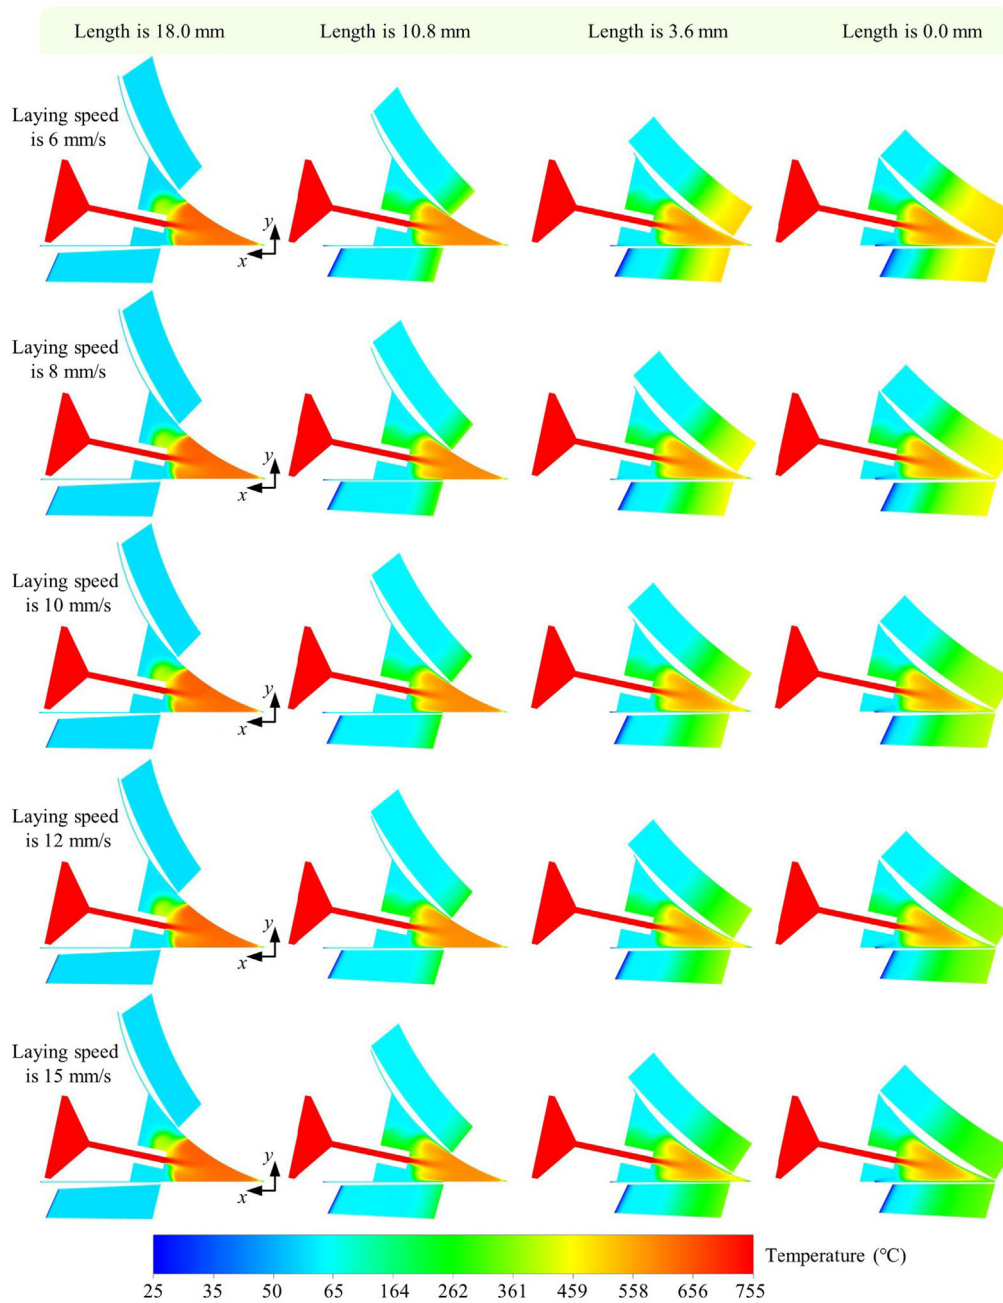 Length is 18.0 mm
Length is 10.8 mm
Length is 3.6 mm
Length is 0.0 mm
Laying speed
is 6 mm/s
y
x
Laying speed
is 8 mm/s
y
x
Laying speed
is 10 mm/s
y
x
Laying speed
is 12 mm/s
y
x
Laying speed
is 15 mm/s
y
x
Temperature (°C)
25 35 50 65 164 262 361 459 558 656 755